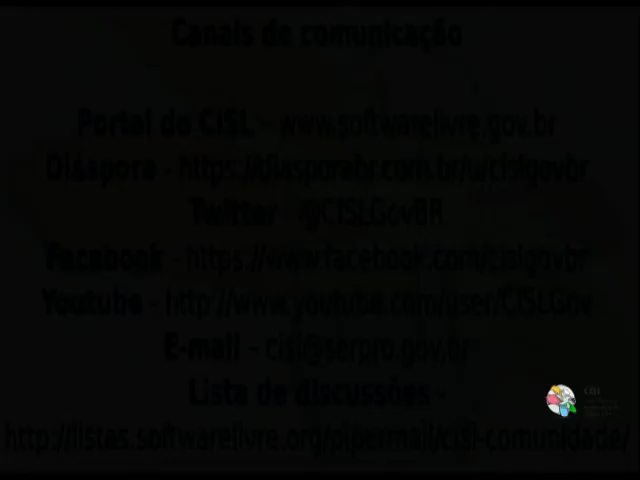 Canais de comunicação
Portal do CISL - www.softwarelivre.gov.br
Diáspora - https://diasporabr.com.br/u/cislgovbr
Twitter - @CISLGovBR
Facebook - https://www.facebook.com/cislgovbr
Youtube - http://www.youtube.com/user/CISLGov
E-mail - cisl@serpro.gov.br
Lista de discussões -
http://listas.softwarelivre.org/pipermail/cisl-comunidade/
CISL